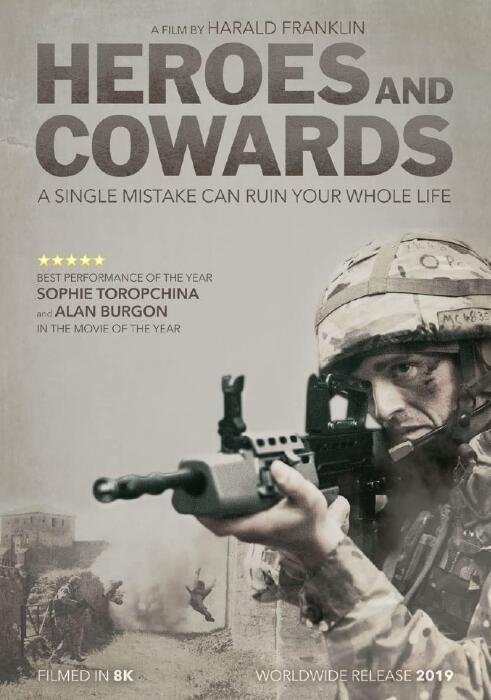 A FILM BY HARALD FRANKLIN
HEROES AND
COWARDS
A SINGLE MISTAKE CAN RUIN YOUR WHOLE LIFE
BEST PERFORMANCE OF THE YEAR
SOPHIE TOROPCHINA
and ALAN BURGON
IN THE MOVIE OF THE YEAR
FILMED IN 8K
WORLDWIDE RELEASE 2019